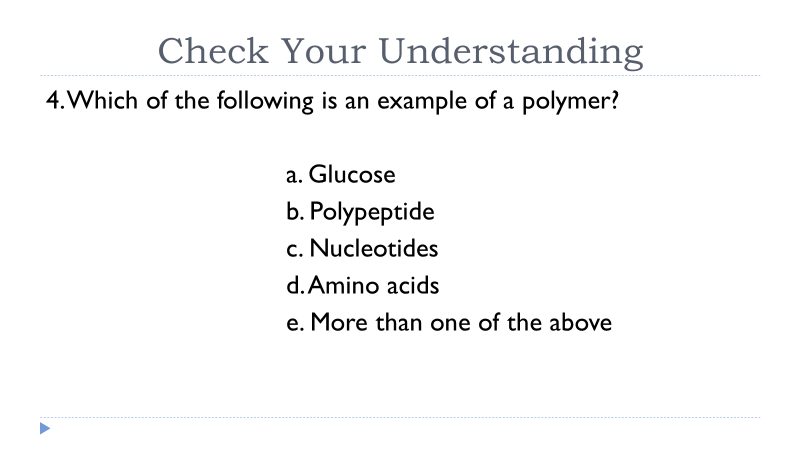 Check Your Understanding
4. Which of the following is an example of a polymer?
a. Glucose
b. Polypeptide
c. Nucleotides
d. Amino acids
e. More than one of the above